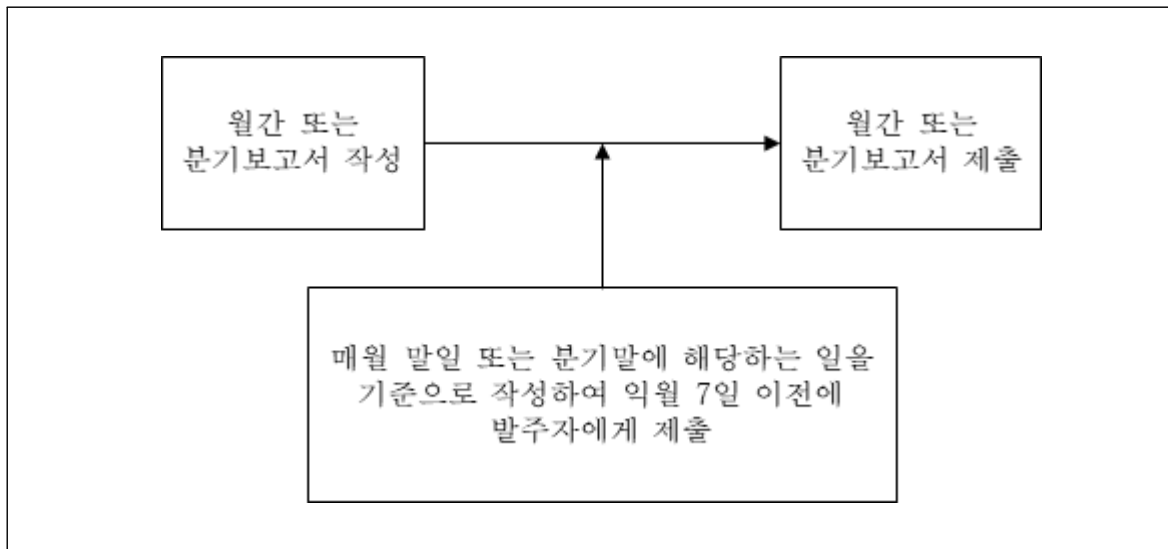 월간 또는
분기보고서 작성
월간 또는
분기보고서 제출
매월 말일 또는 분기말에 해당하는 일을
기준으로 작성하여 익월 7일 이전에
발주자에게 제출